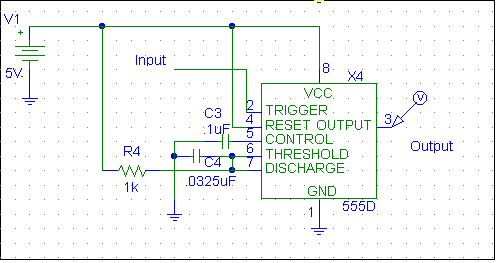 V1
+
5V
Input
8
X4
VCC
2
TRIGGER
4
RESET OUTPUT
3
C3
.1uF
5
CONTROL
6
THRESHOLD
7
DISCHARGE
Output
R4
1k
C4
.0325uF
GND
1
555D
V